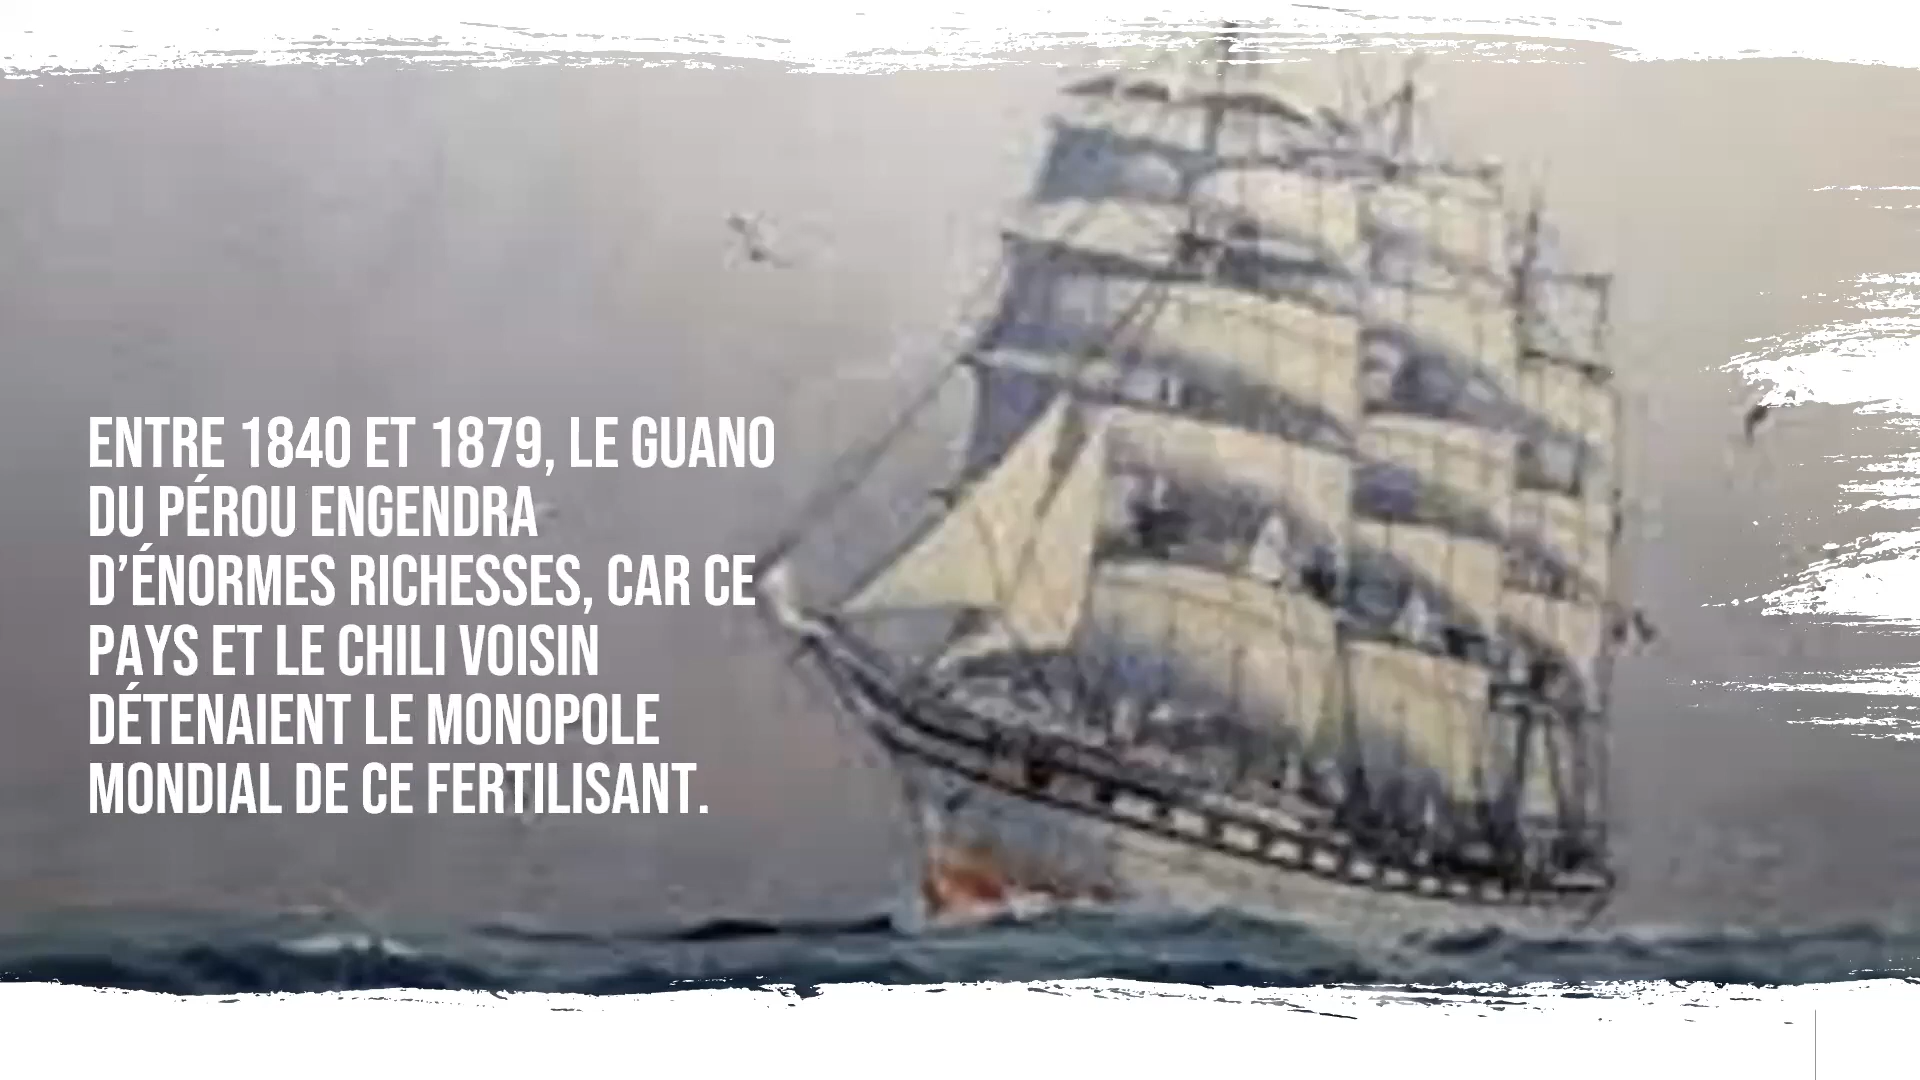 ENTRE 1840 ET 1879, LE GUANO
DU PÉROU ENGENDRA
D’ÉNORMES RICHESSES, CAR CE
PAYS ET LE CHILI VOISIN
DÉTENAIENT LE MONOPOLE
MONDIAL DE CE FERTILISANT.